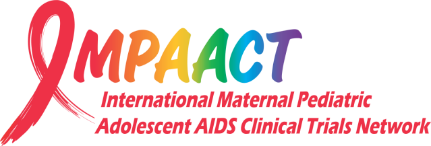 IMPAACT
International Maternal Pediatric
Adolescent AIDS Clinical Trials Network